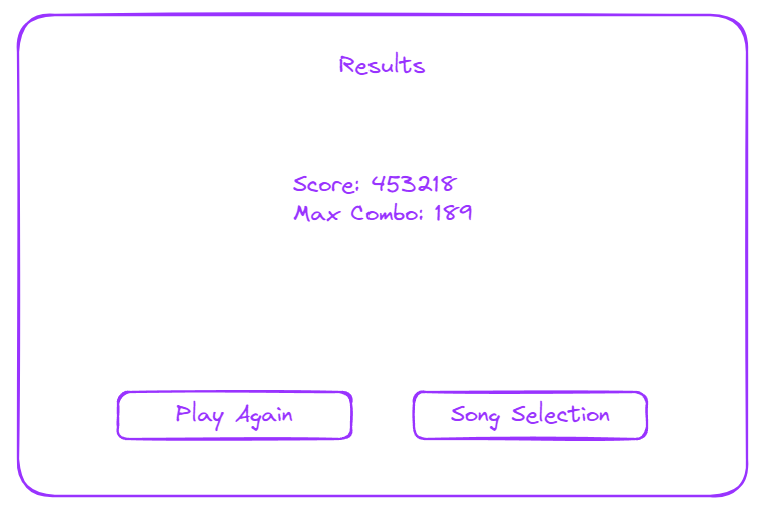 Results
Score: 453218
Max Combo: 189
Play Again
Song Selection